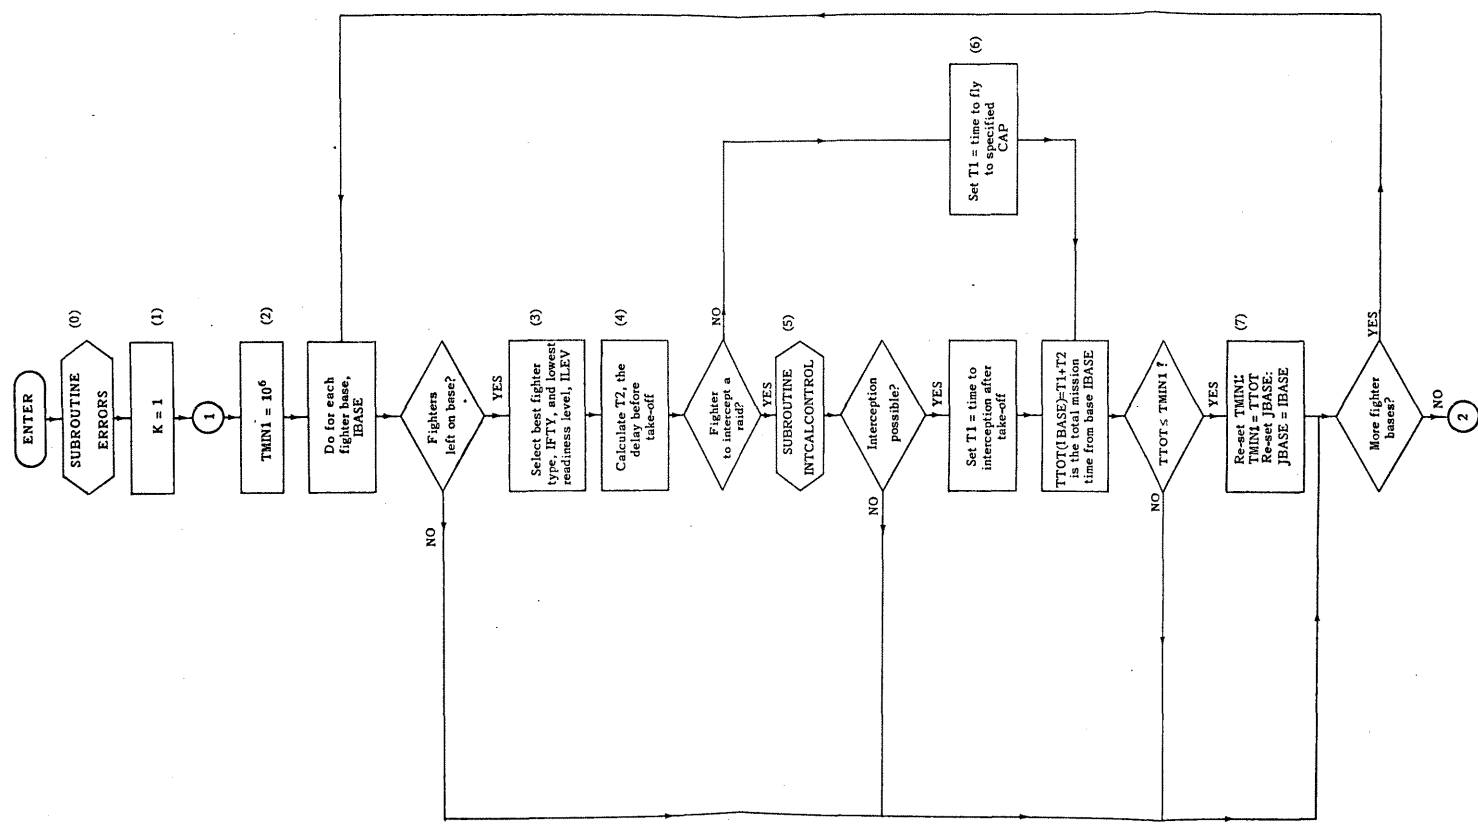 ENTER
SUBROUTINE
ERRORS
(0)
K = 1
(1)
1
TMIN1 = 10⁶
(2)
Do for each
fighter base,
IBASE
Fighters
left on base?
NO
YES
Select best fighter
type, IFTY, and lowest
readiness level, ILEV
(3)
Calculate T2, the
delay before
take-off
(4)
Fighter
to intercept a
raid?
NO
YES
SUBROUTINE
INTCALCONTROL
(5)
Interception
possible?
NO
YES
Set T1 = time to
interception after
take-off
Set T1 = time to fly
to specified
CAP
(6)
TTOT(IBASE)=T1+T2
is the total mission
time from base IBASE
TTOT ≤ TMIN1 ?
NO
YES
Re-set TMIN1:
TMIN1 = TTOT
Re-set JBASE:
JBASE = IBASE
(7)
More fighter
bases?
YES
NO
2